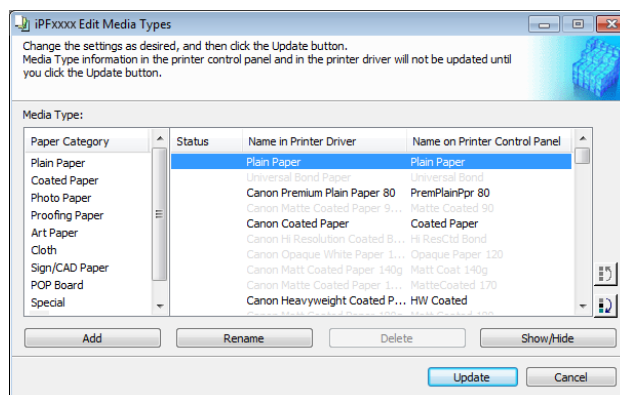 iPFxxxx Edit Media Types
Change the settings as desired, and then click the Update button.
Media Type information in the printer control panel and in the printer driver will not be updated until
you click the Update button.
Media Type:
Paper Category
Plain Paper
Coated Paper
Photo Paper
Proofing Paper
Art Paper
Cloth
Sign/CAD Paper
POP Board
Special
Status Name in Printer Driver Name on Printer Control Panel
Plain Paper Plain Paper
Universal Bond Paper Universal Bond
Canon Premium Plain Paper 80 PremPlainPpr 80
Canon Matte Coated Paper 9... Matte Coated 90
Canon Coated Paper Coated Paper
Canon Hi Resolution Coated B... Hi ResCtd Bond
Canon Opaque White Paper 1... Opaque Paper 120
Canon Matt Coated Paper 140g Matt Coat 140g
Canon Matte Coated Paper 1... MatteCoated 170
Canon Heavyweight Coated P... HW Coated
Add Rename Delete Show/Hide
Update Cancel